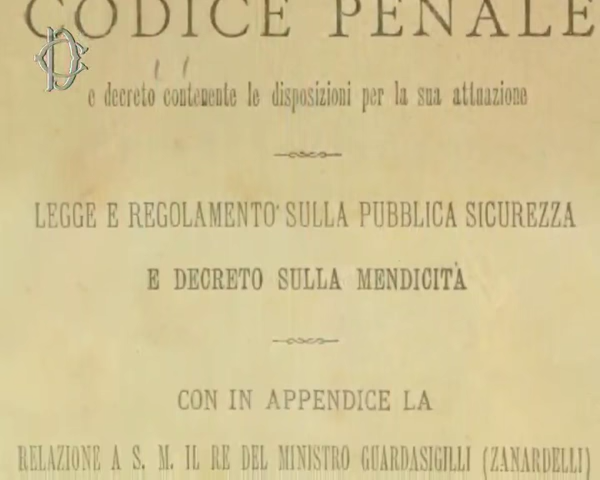 CODICE PENALE
e decreto contenente le disposizioni per la sua attuazione
LEGGE E REGOLAMENTO SULLA PUBBLICA SICUREZZA
E DECRETO SULLA MENDICITÀ
CON IN APPENDICE LA
RELAZIONE A S. M. IL RE DEL MINISTRO GUARDASIGILLI (ZANARDELLI)